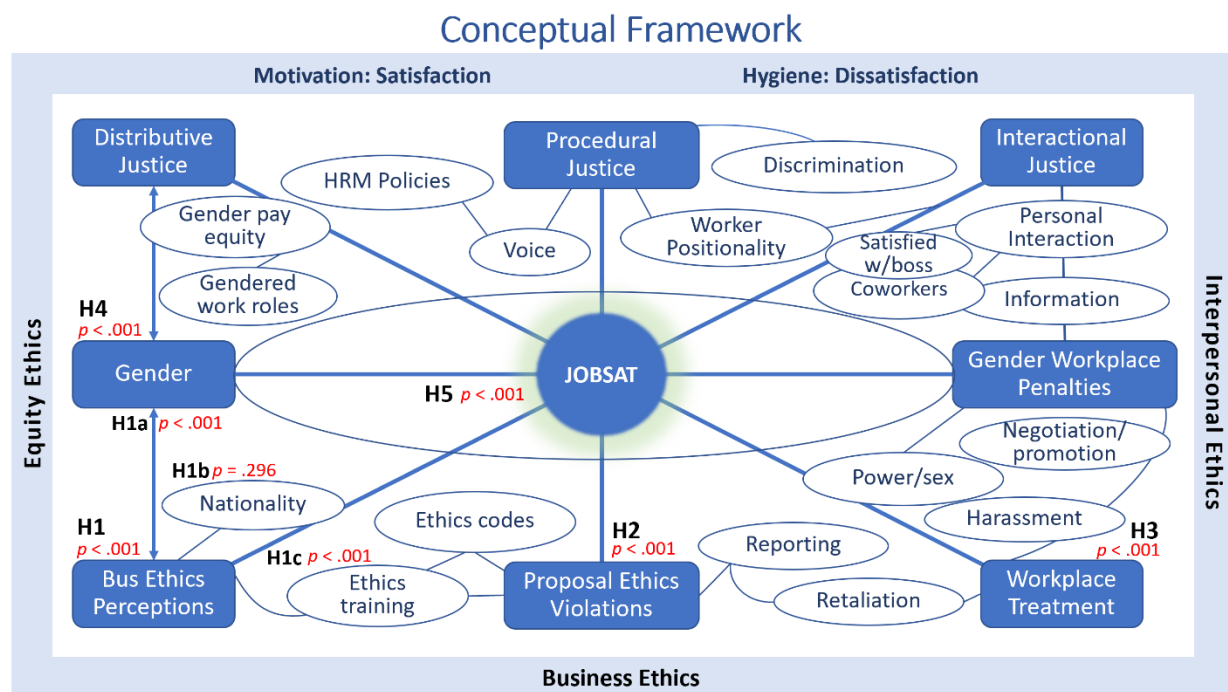 Conceptual Framework
Motivation: Satisfaction
Hygiene: Dissatisfaction
Distributive
Justice
Procedural
Justice
Interactional
Justice
HRM Policies
Discrimination
Gender pay
equity
Voice
Worker
Positionality
Satisfied
w/boss
Personal
Interaction
Coworkers
Gendered
work roles
Information
H4
p < .001
Gender
JOBSAT
Gender Workplace
Penalties
H5 p < .001
H1a p < .001
Negotiation/
promotion
H1b p = .296
Nationality
Power/sex
Ethics codes
Harassment
H1
p < .001
H1c p < .001
H2
p < .001
Reporting
H3
p < .001
Bus Ethics
Perceptions
Ethics
training
Proposal Ethics
Violations
Retaliation
Workplace
Treatment
Equity Ethics
Interpersonal Ethics
Business Ethics